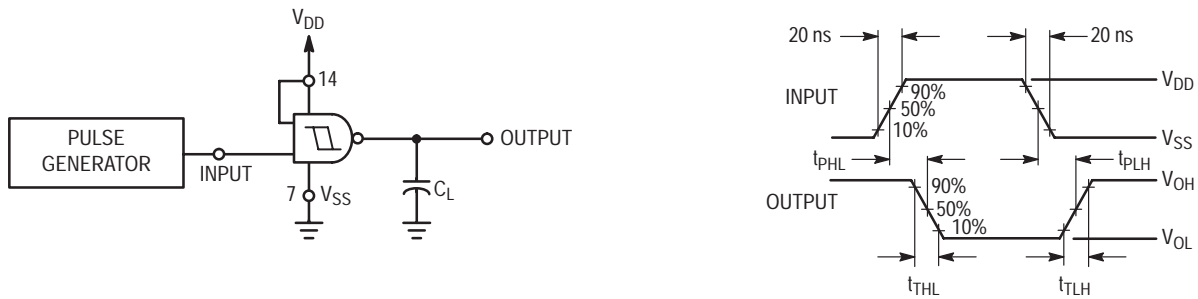 V_DD
14
PULSE
GENERATOR
INPUT
7 V_SS
C_L
OUTPUT
20 ns
20 ns
INPUT
90%
50%
10%
V_DD
V_SS
t_PHL
t_PLH
OUTPUT
90%
50%
10%
V_OH
V_OL
t_THL
t_TLH